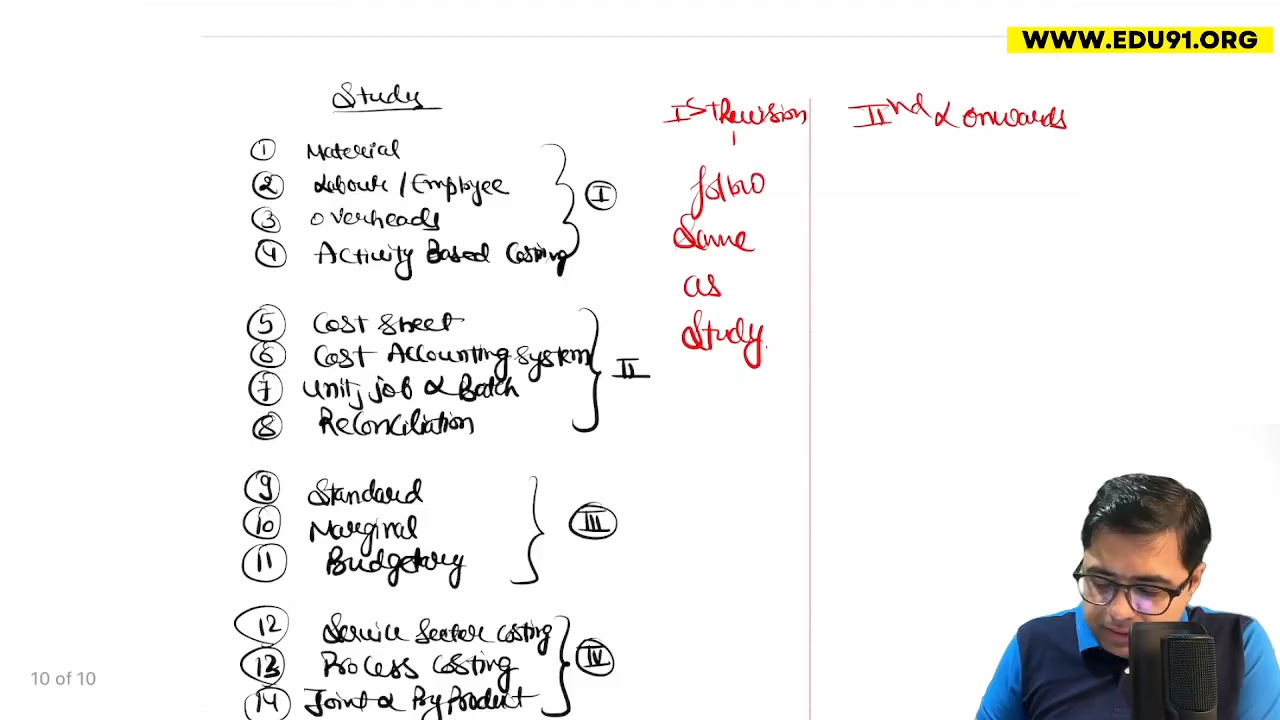 WWW.EDU91.ORG
Study
Ist Revision
IInd & onwards
1 Material
2 Labour/Employee
3 overheads
4 Activity Based Costing
I
follow
Same
as
Study.
5 Cost Sheet
6 Cost Accounting System
7 Unit, job & Batch
8 Reconciliation
II
9 Standard
10 Marginal
11 Budgetary
III
12 Service Sector Costing
13 Process Costing
14 Joint & By Product
IV
10 of 10